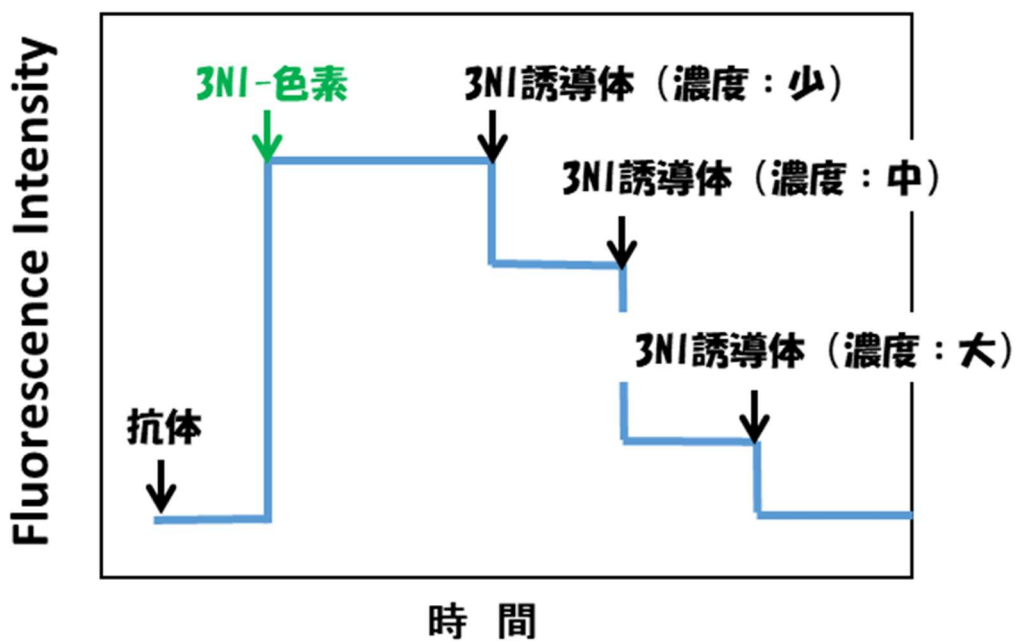 Fluorescence Intensity
3NI-色素
3NI誘導体（濃度：少）
3NI誘導体（濃度：中）
3NI誘導体（濃度：大）
抗体
時 間